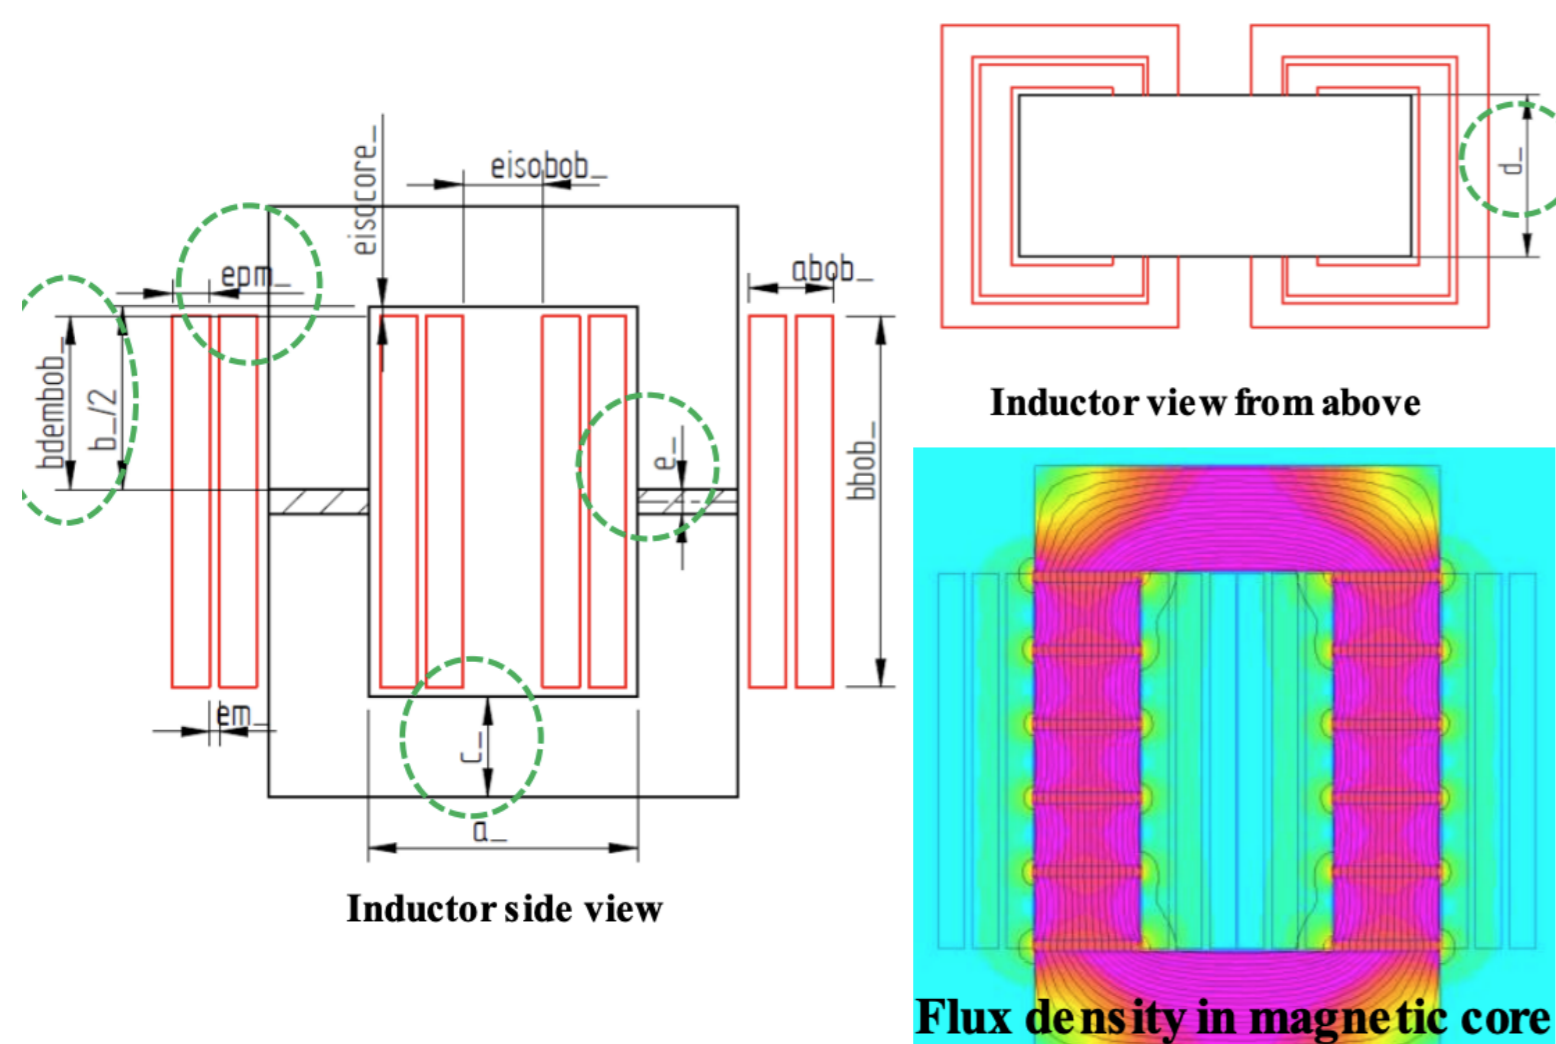 eisocore_
eisobob_
epm_
abob_
bdembob_
b_/2
e_
bbob_
em_
c_
a_
Inductor side view
d_
Inductor view from above
Flux density in magnetic core